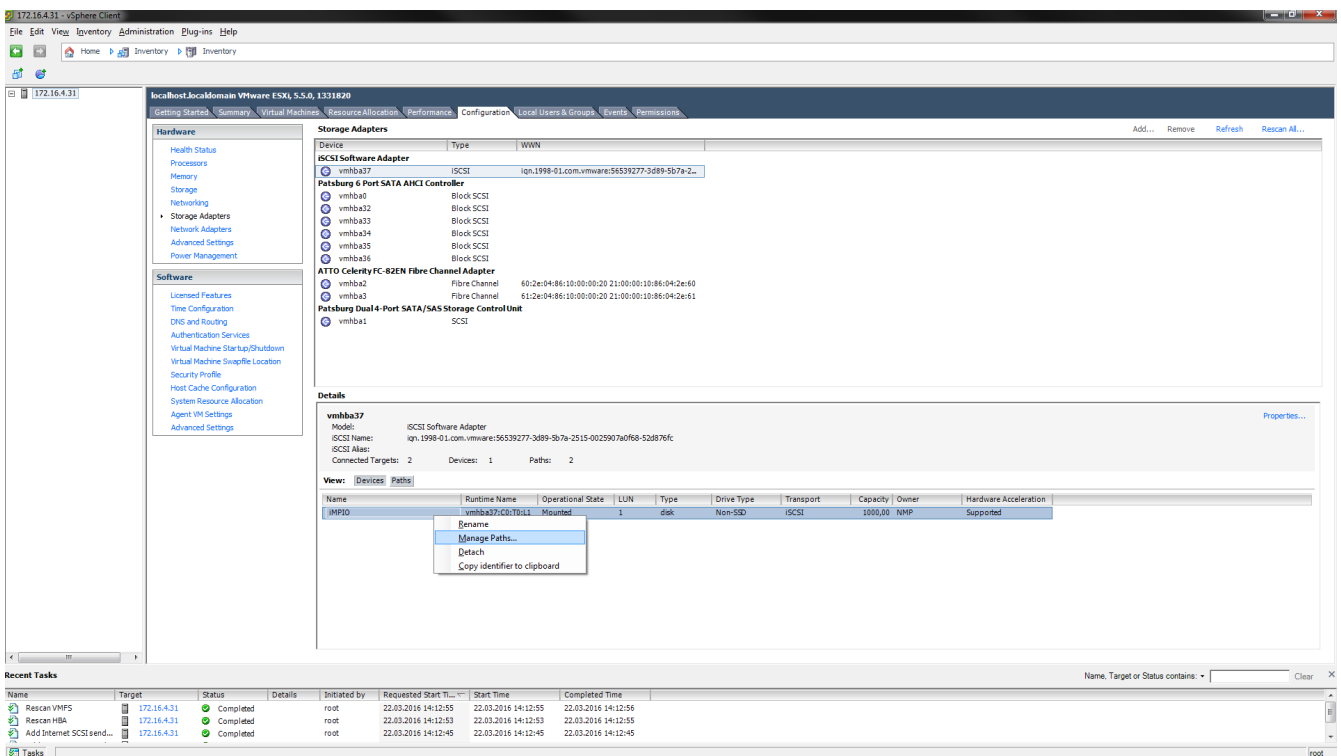 172.16.4.31 - vSphere Client
File Edit View Inventory Administration Plug-ins Help
Home Inventory Inventory
172.16.4.31
localhost.localdomain VMware ESXi, 5.5.0, 1331820
Getting Started Summary Virtual Machines Resource Allocation Performance Configuration Local Users & Groups Events Permissions
Hardware
Health Status
Processors
Memory
Storage
Networking
Storage Adapters
Network Adapters
Advanced Settings
Power Management
Software
Licensed Features
Time Configuration
DNS and Routing
Authentication Services
Virtual Machine Startup/Shutdown
Virtual Machine Swapfile Location
Security Profile
Host Cache Configuration
System Resource Allocation
Agent VM Settings
Advanced Settings
Storage Adapters Add... Remove Refresh Rescan All...
Device Type WWN
iSCSI Software Adapter
vmhba37 iSCSI iqn.1998-01.com.vmware:56539277-3d89-5b7a-2...
Patsburg 6 Port SATA AHCI Controller
vmhba0 Block SCSI
vmhba32 Block SCSI
vmhba33 Block SCSI
vmhba34 Block SCSI
vmhba35 Block SCSI
vmhba36 Block SCSI
ATTO Celerity FC-82EN Fibre Channel Adapter
vmhba2 Fibre Channel 60:2e:04:86:10:00:00:20 21:00:00:10:86:04:2e:60
vmhba3 Fibre Channel 61:2e:04:86:10:00:00:20 21:00:00:10:86:04:2e:61
Patsburg Dual 4-Port SATA/SAS Storage Control Unit
vmhba1 SCSI
Details
vmhba37 Properties...
Model: iSCSI Software Adapter
iSCSI Name: iqn.1998-01.com.vmware:56539277-3d89-5b7a-2515-0025907a0f68-52d876fc
iSCSI Alias:
Connected Targets: 2 Devices: 1 Paths: 2
View: Devices Paths
Name Runtime Name Operational State LUN Type Drive Type Transport Capacity Owner Hardware Acceleration
iMPIO vmhba37:C0:T0:L1 Mounted 1 disk Non-SSD iSCSI 1000,00 NMP Supported
Rename
Manage Paths...
Detach
Copy identifier to clipboard
Recent Tasks Name, Target or Status contains: Clear
Name Target Status Details Initiated by Requested Start Ti... Start Time Completed Time
Rescan VMFS 172.16.4.31 Completed root 22.03.2016 14:12:55 22.03.2016 14:12:55 22.03.2016 14:12:56
Rescan HBA 172.16.4.31 Completed root 22.03.2016 14:12:53 22.03.2016 14:12:53 22.03.2016 14:12:55
Add Internet SCSI send... 172.16.4.31 Completed root 22.03.2016 14:12:45 22.03.2016 14:12:45 22.03.2016 14:12:45
Tasks root